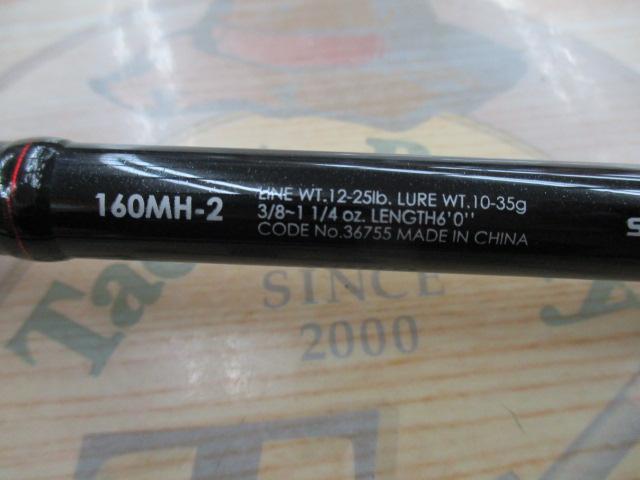 160MH-2
LINE WT.12-25lb. LURE WT.10-35g
3/8~1 1/4 oz. LENGTH6'0''
CODE No.36755 MADE IN CHINA
S
SINCE
2000